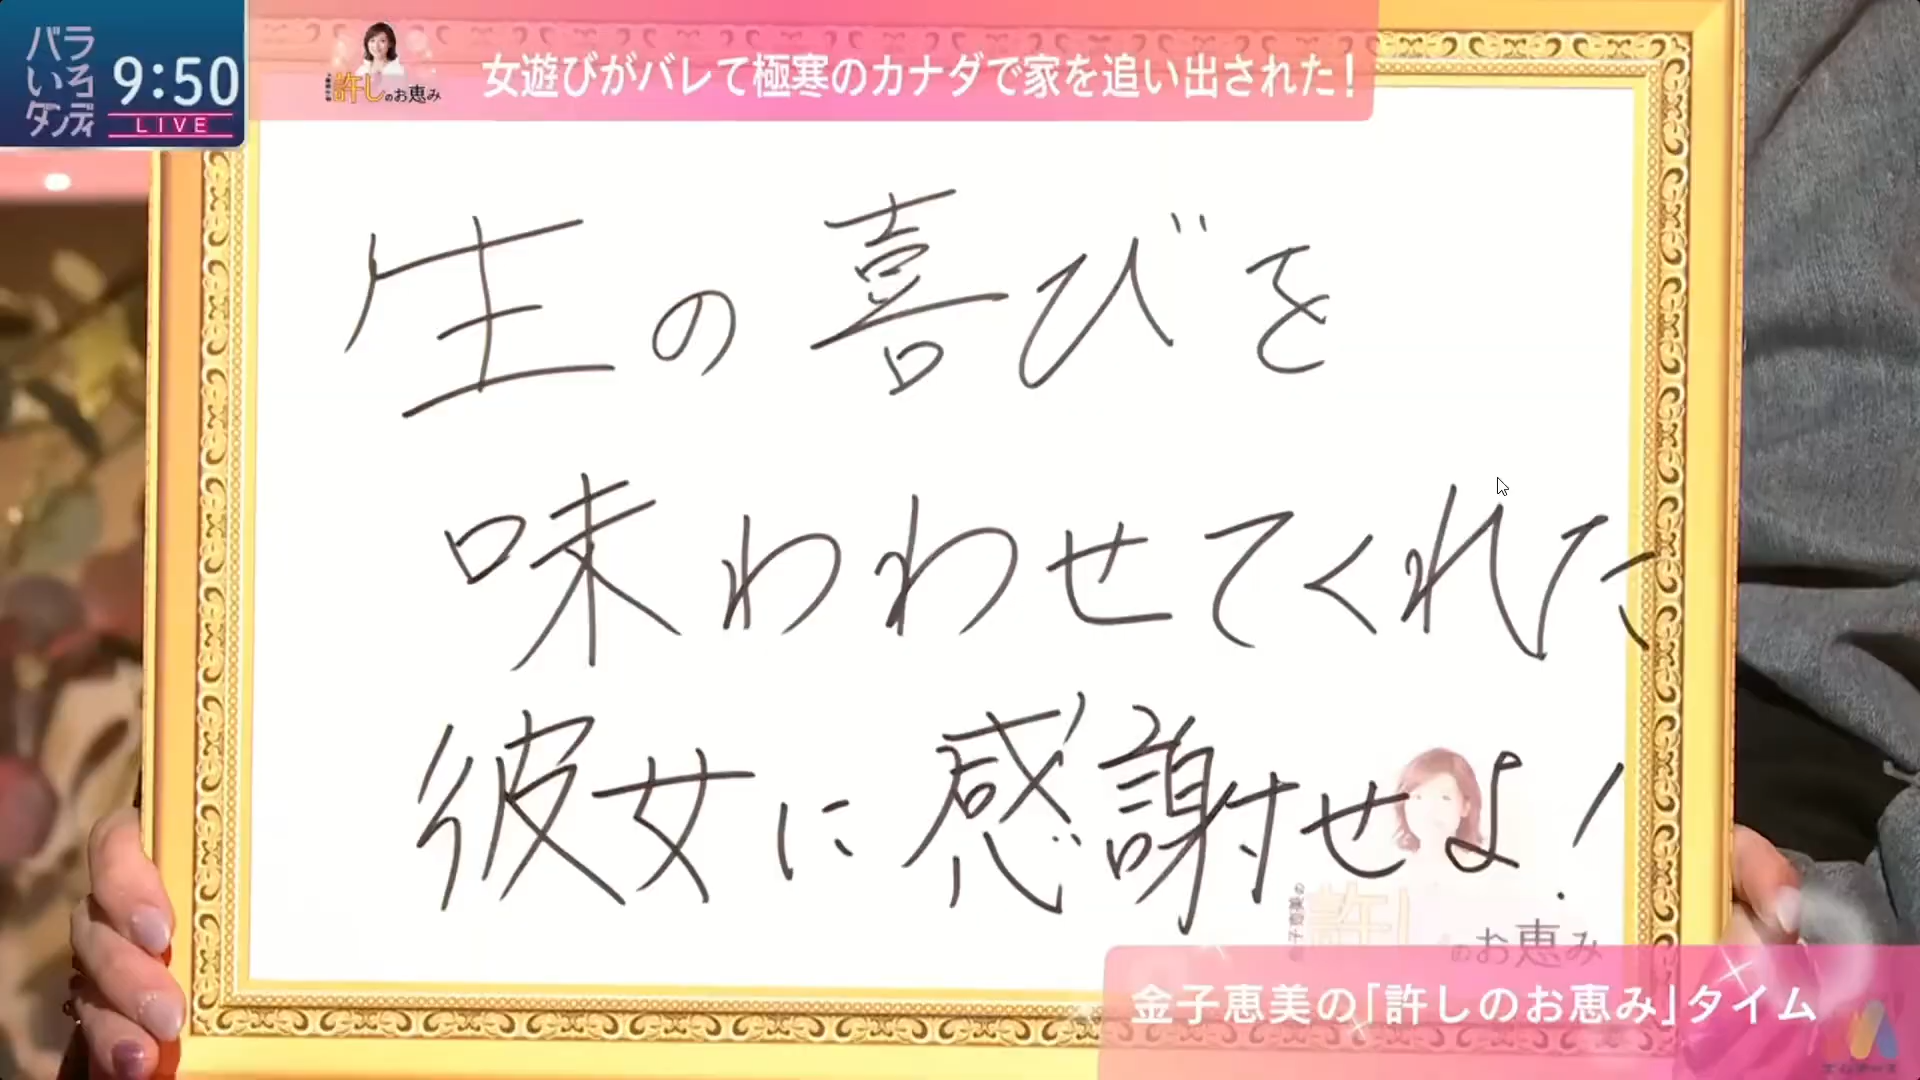 バラいろダンディ
9:50
LIVE
許しのお恵み
女遊びがバレて極寒のカナダで家を追い出された!
生の喜びを
味わわせてくれた
彼女に感謝せよ!
許し
のお恵み
金子恵美の「許しのお恵み」タイム